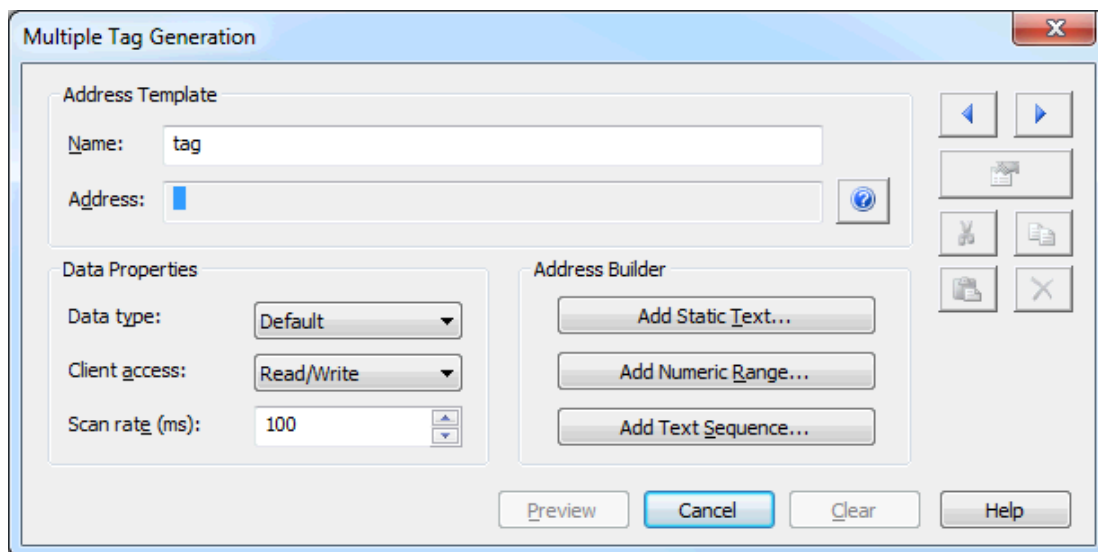 Multiple Tag Generation
Address Template
Name: tag
Address:
Data Properties
Data type: Default
Client access: Read/Write
Scan rate (ms): 100
Address Builder
Add Static Text...
Add Numeric Range...
Add Text Sequence...
Preview Cancel Clear Help